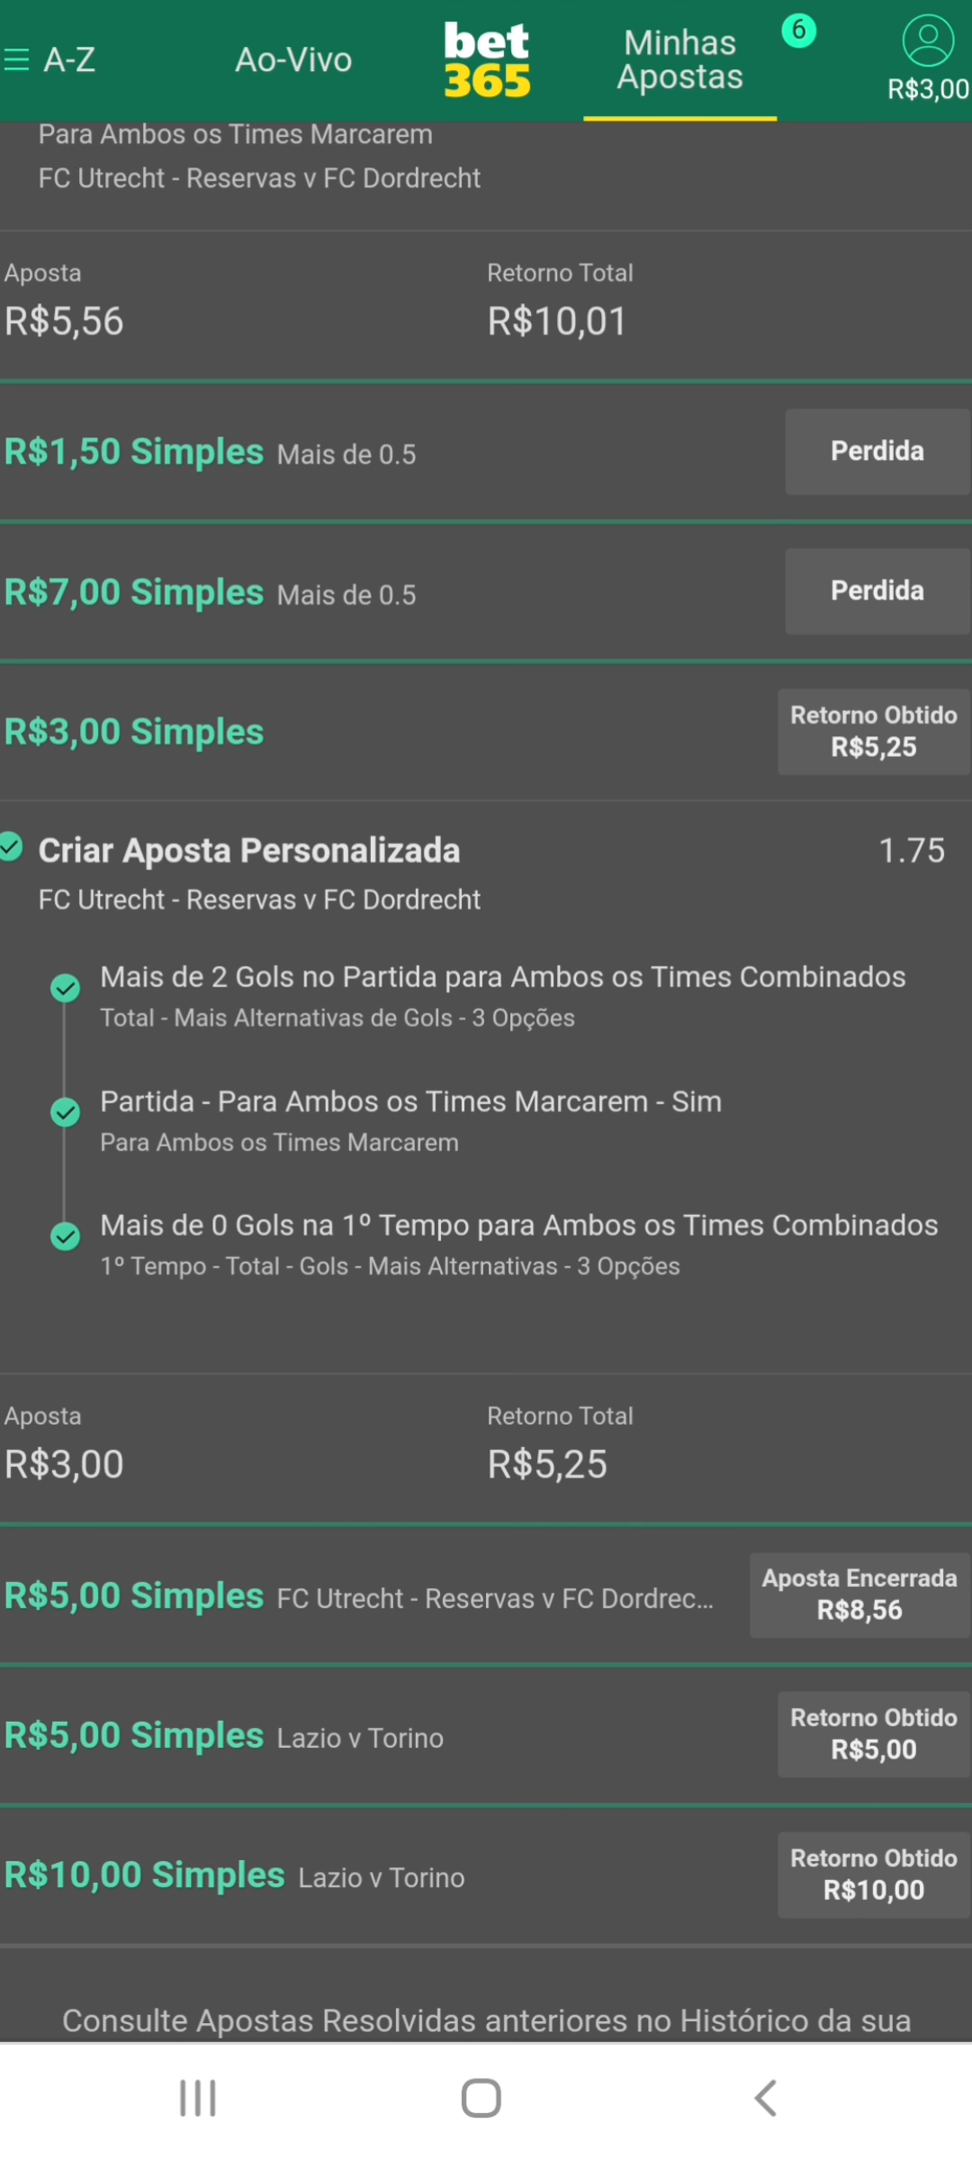 A-Z
Ao-Vivo
bet
365
Minhas
Apostas
6
R$3,00
Para Ambos os Times Marcarem
FC Utrecht - Reservas v FC Dordrecht
Aposta
Retorno Total
R$5,56
R$10,01
R$1,50 Simples Mais de 0.5
Perdida
R$7,00 Simples Mais de 0.5
Perdida
R$3,00 Simples
Retorno Obtido
R$5,25
Criar Aposta Personalizada
1.75
FC Utrecht - Reservas v FC Dordrecht
Mais de 2 Gols no Partida para Ambos os Times Combinados
Total - Mais Alternativas de Gols - 3 Opções
Partida - Para Ambos os Times Marcarem - Sim
Para Ambos os Times Marcarem
Mais de 0 Gols na 1º Tempo para Ambos os Times Combinados
1º Tempo - Total - Gols - Mais Alternativas - 3 Opções
Aposta
Retorno Total
R$3,00
R$5,25
R$5,00 Simples FC Utrecht - Reservas v FC Dordrec...
Aposta Encerrada
R$8,56
R$5,00 Simples Lazio v Torino
Retorno Obtido
R$5,00
R$10,00 Simples Lazio v Torino
Retorno Obtido
R$10,00
Consulte Apostas Resolvidas anteriores no Histórico da sua